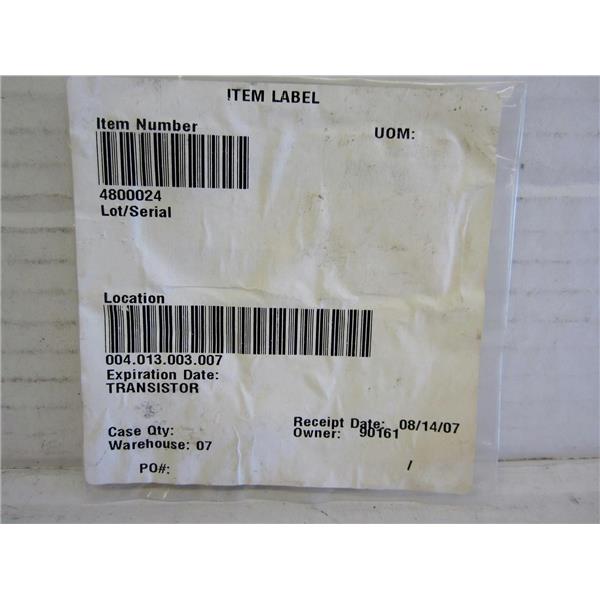 ITEM LABEL
Item Number UOM:
4800024
Lot/Serial
Location
004.013.003.007
Expiration Date:
TRANSISTOR
Case Qty: Receipt Date: 08/14/07
Warehouse: 07 Owner: 90161
PO#: /